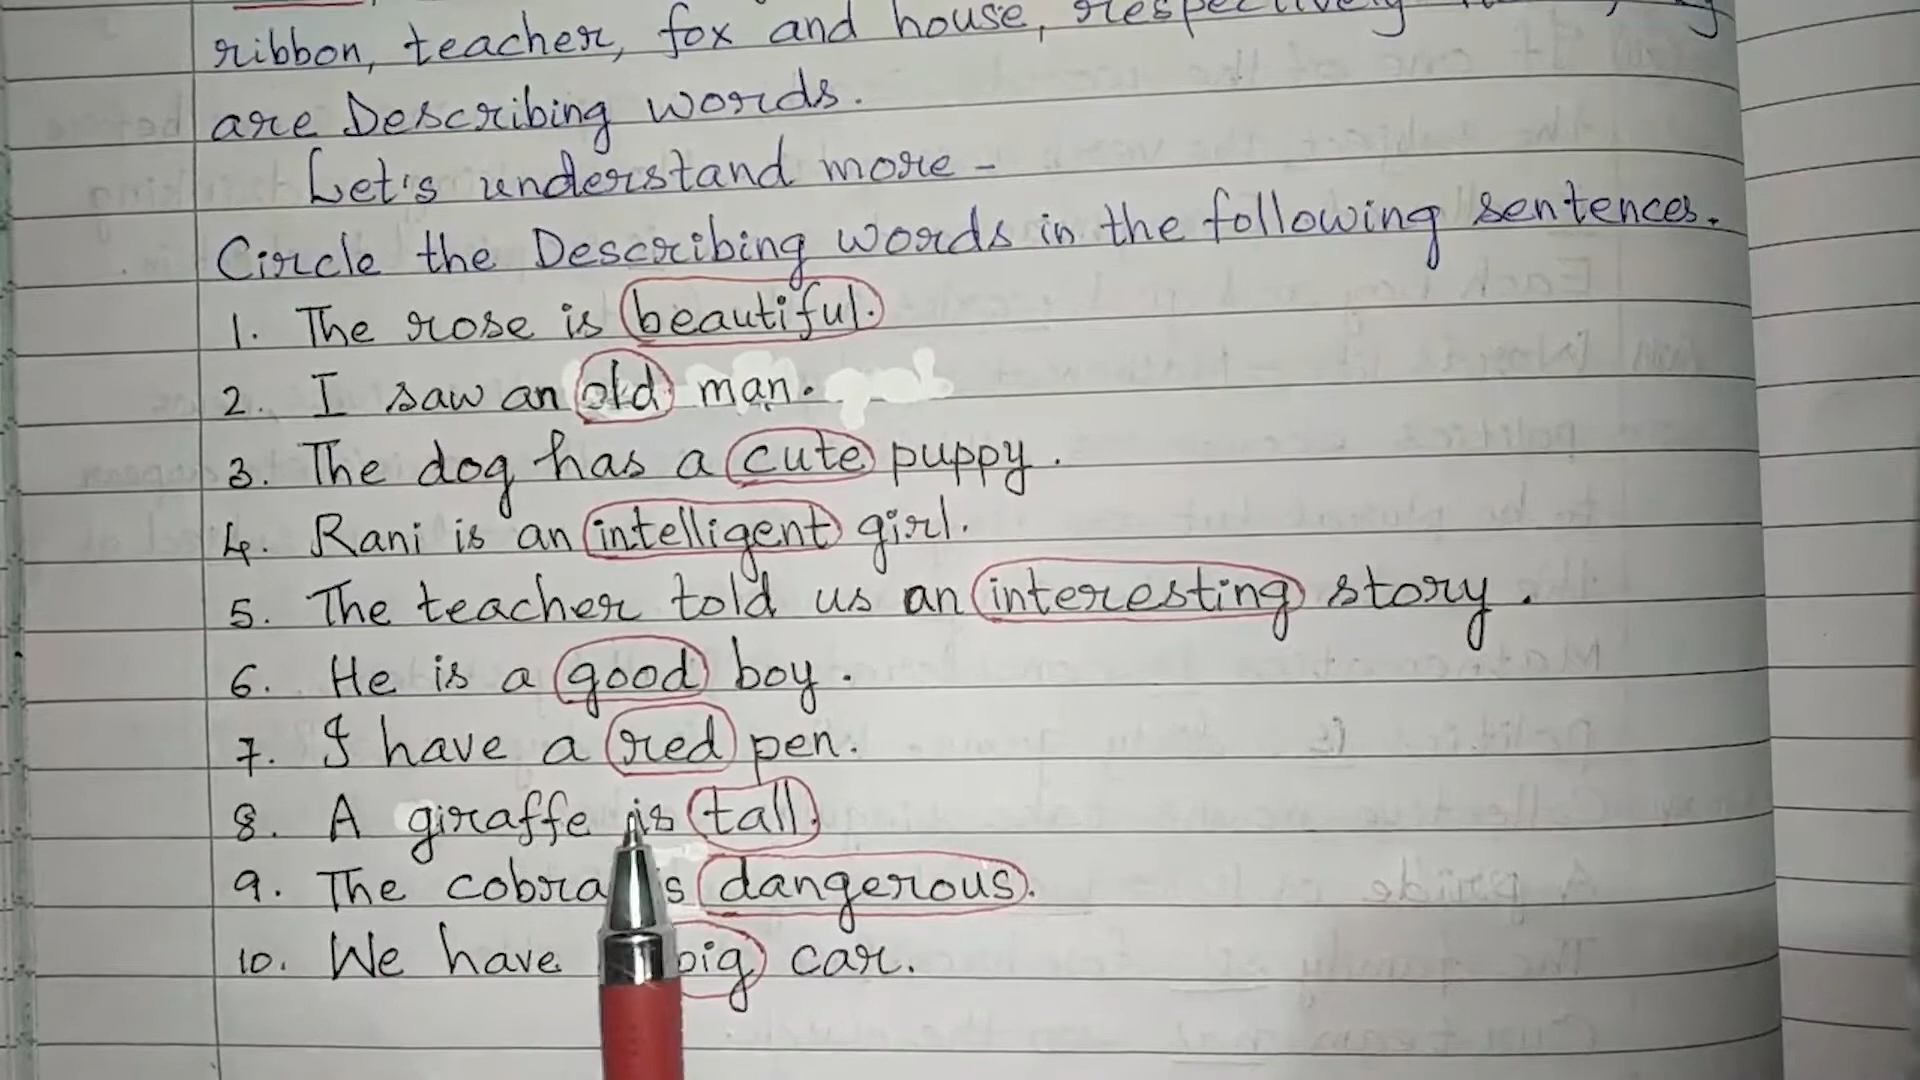 ribbon, teacher, fox and house, respectively
are Describing words.
Let's understand more -
Circle the Describing words in the following sentences.
1. The rose is beautiful.
2. I saw an old man.
3. The dog has a cute puppy.
4. Rani is an intelligent girl.
5. The teacher told us an interesting story.
6. He is a good boy.
7. I have a red pen.
8. A giraffe is tall.
9. The cobra is dangerous.
10. We have big car.